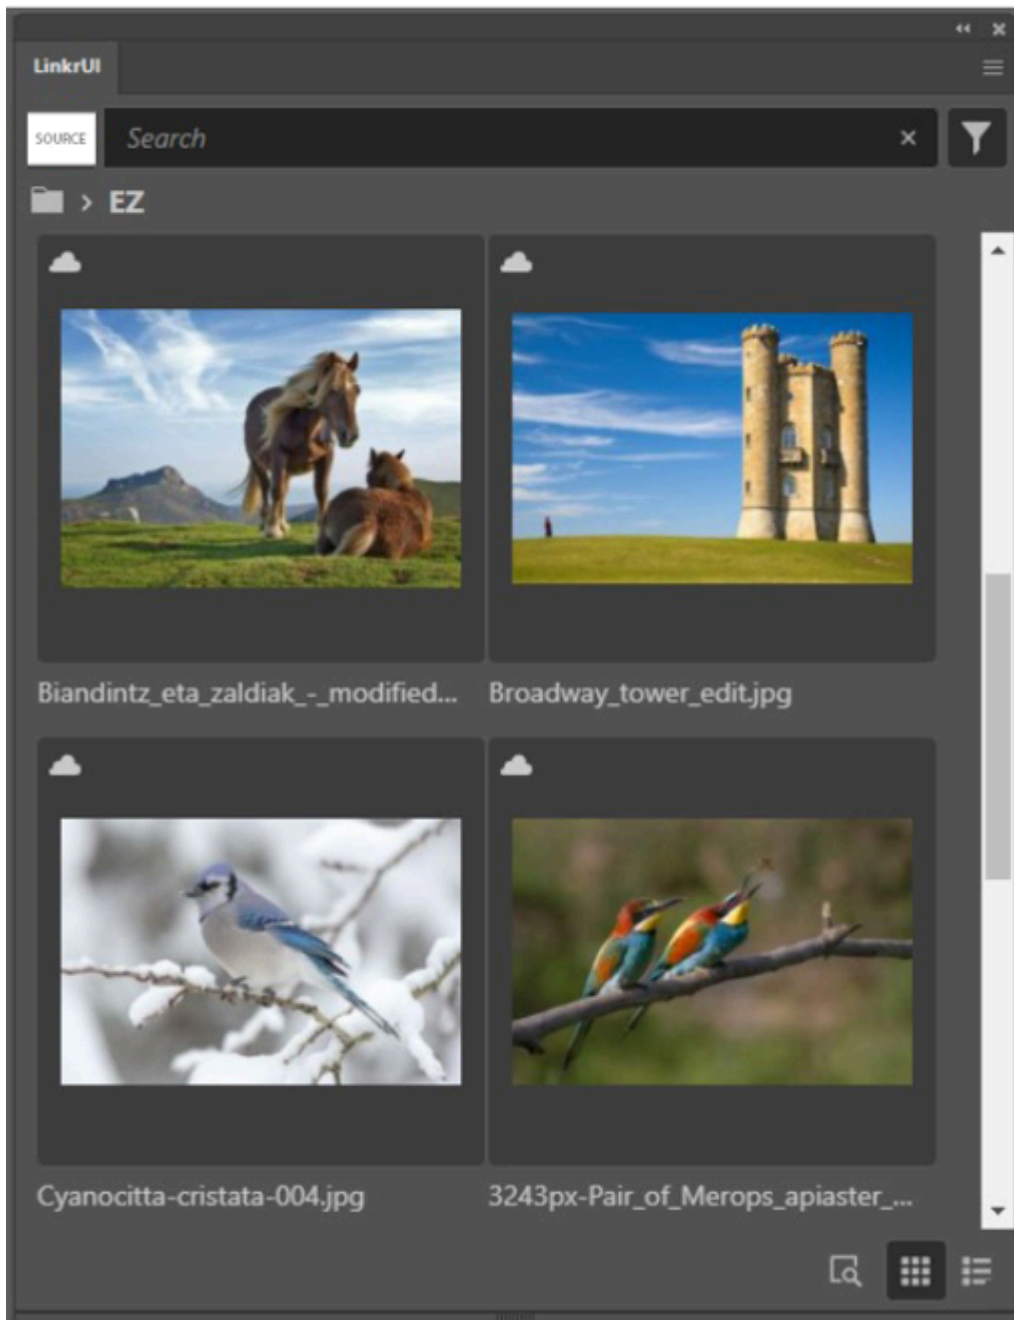 LinkrUI
SOURCE
Search
EZ
Biandintz_eta_zaldiak_-_modified...
Broadway_tower_edit.jpg
Cyanocitta-cristata-004.jpg
3243px-Pair_of_Merops_apiaster_...